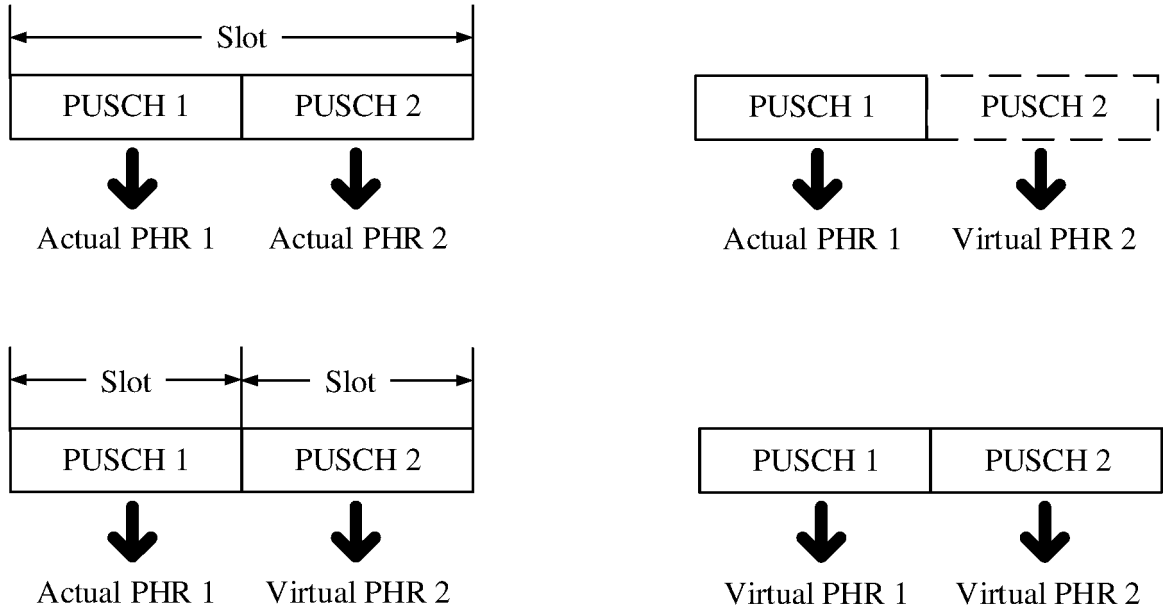 Slot
PUSCH 1 PUSCH 2 PUSCH 1 PUSCH 2
Actual PHR 1 Actual PHR 2 Actual PHR 1 Virtual PHR 2
Slot Slot
PUSCH 1 PUSCH 2 PUSCH 1 PUSCH 2
Actual PHR 1 Virtual PHR 2 Virtual PHR 1 Virtual PHR 2